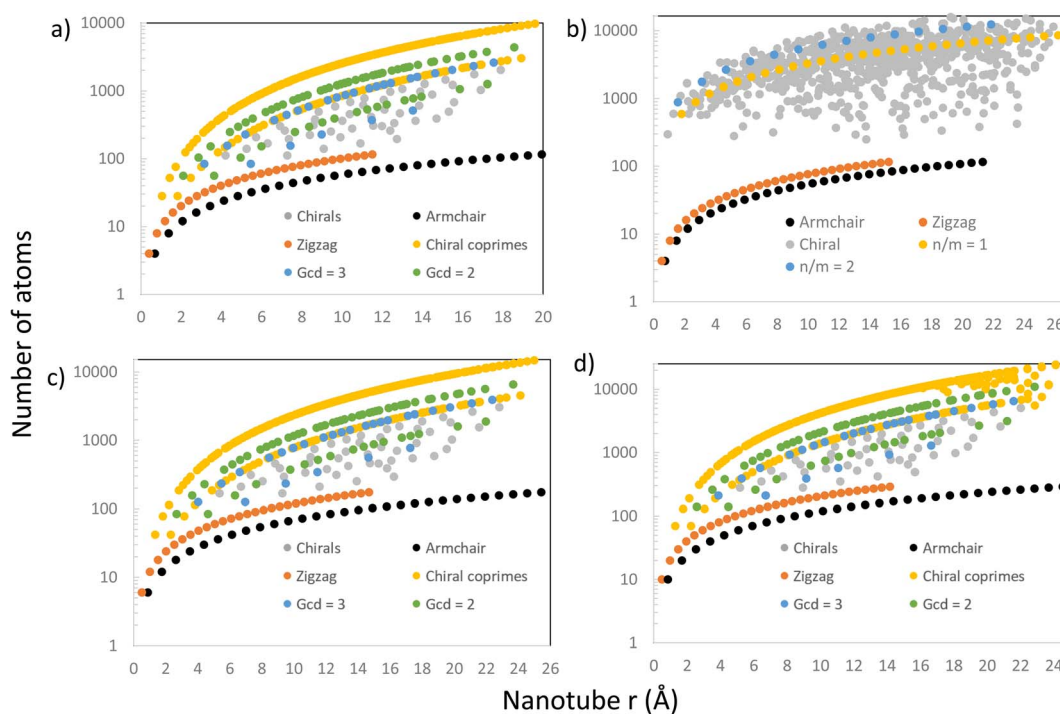 a)
10000
1000
100
10
1
0 2 4 6 8 10 12 14 16 18 20
Chirals Armchair
Zigzag Chiral coprimes
Gcd = 3 Gcd = 2
b)
10000
1000
100
10
1
0 2 4 6 8 10 12 14 16 18 20 22 24 26
Armchair Zigzag
Chiral n/m = 1
n/m = 2
Number of atoms
c)
10000
1000
100
10
1
0 2 4 6 8 10 12 14 16 18 20 22 24 26
Chirals Armchair
Zigzag Chiral coprimes
Gcd = 3 Gcd = 2
d)
10000
1000
100
10
1
0 2 4 6 8 10 12 14 16 18 20 22 24
Chirals Armchair
Zigzag Chiral coprimes
Gcd = 3 Gcd = 2
Nanotube r (Å)